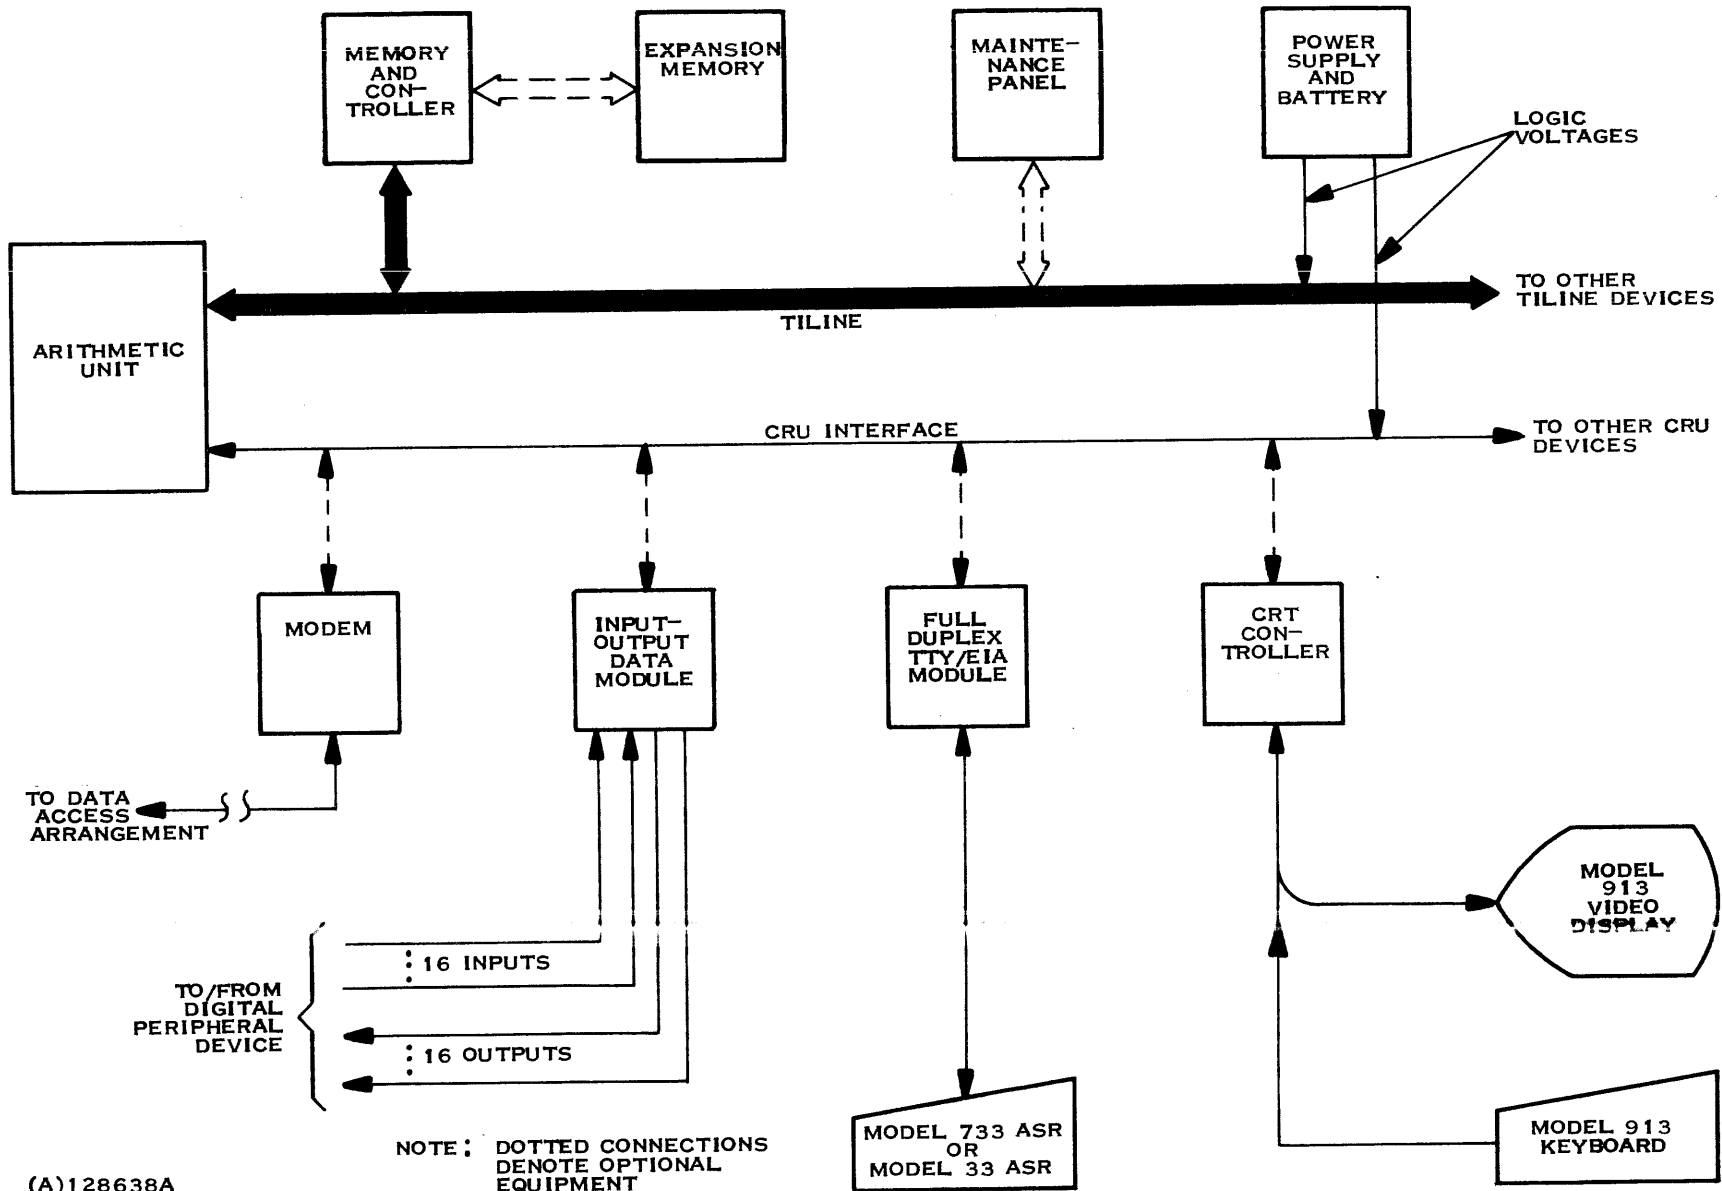 MEMORY
AND
CON-
TROLLER
EXPANSION
MEMORY
MAINTE-
NANCE
PANEL
POWER
SUPPLY
AND
BATTERY
LOGIC
VOLTAGES
ARITHMETIC
UNIT
TILINE
TO OTHER
TILINE DEVICES
CRU INTERFACE
TO OTHER CRU
DEVICES
MODEM
INPUT-
OUTPUT
DATA
MODULE
FULL
DUPLEX
TTY/EIA
MODULE
CRT
CON-
TROLLER
TO DATA
ACCESS
ARRANGEMENT
MODEL
913
VIDEO
DISPLAY
16 INPUTS
TO/FROM
DIGITAL
PERIPHERAL
DEVICE
16 OUTPUTS
MODEL 733 ASR
OR
MODEL 33 ASR
MODEL 913
KEYBOARD
NOTE: DOTTED CONNECTIONS
DENOTE OPTIONAL
EQUIPMENT
(A)128638A